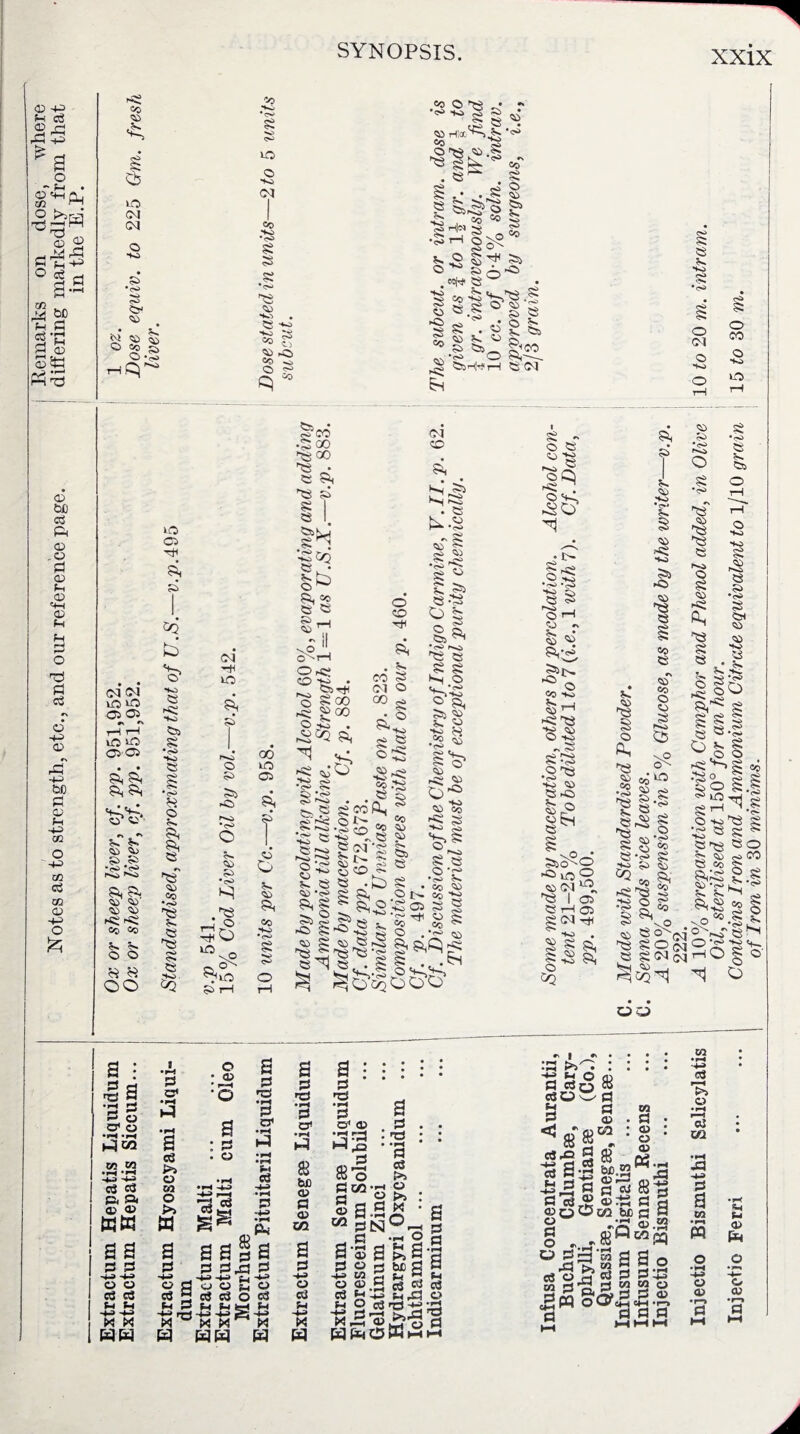 SYNOPSIS.
xxix
Notes as to strength, etc., and our reference page.
Remarks on dose, where
differing markedly from that
in the E.P.
Extractum Hepatis Liquidum
Ox or sheep liver, cf. pp. 951,952.
1 oz.
Extractum Hepatis Siccum...
Ox or sheep liver, cf. pp. 951,952.
Dose equiv. to 225 Gm. fresh
liver.
Extractum Hyoscyami Liqui-
dum
Standardised, approximating that of U.S.—v.p.495
Extractum Malti ...
v.p. 541.
Extractum Malti cum Oleo
Morrhuæ
15% Cod Liver Oil by vol.—v.p. 542.
Extractum Pituitarii Liquidum
10 units per Cc.—v.p. 958.
Dose stated in units—2 to 5 units
subcut.
Extractum Senegæ Liquidum
Made by percolating with Alcohol 60%, evaporating and adding
Ammonia till alkaline. Strength 1 = 1 as U.S.X.—v.p. 883.
Extractum Sennæ Liquidum
Made by maceration. Cf. p. 884.
Fluoresceinum Solubile ...
Cf. data pp. 672,673.
Gelatinum Zinci ...
Similar to Unnias Paste on p. 823.
Hydrargyri Oxycyanidum ...
Composition agrees with that on our p. 460.
Ichthammol ...
Cf. p. 497.
Indicarminum ...
Cf. Discussion of the Chemistry of Indigo Carmine, V. II. p. 62.
The material must be of exceptional purity chemically.
The subcut. or intram. dose is
given as ¾ to 1½ gr. and ⅛ to
¼ gr. intravenously. We find
10 cc. of 0·4% soln. intrav.
approved by surgeons, i.e.,
2/3 grain.
Infusa Concentrata Aurantii,
Buchu, Calumbæ, Cary-
ophylli, Gentianæ (Co.),
Quassiæ, Senegæ, Sennæ...
Some made by maceration, others by percolation. Alcohol con-
tent 21–25% To be diluted 1 to 7 (i.e., 1 with 7). Cf. Data,
pp. 499,500.
Infusum Digitalis ...
c. Made with Standardised Powder.
Infusum Sennæ Recens
c. Senna pods vice leaves.
Injectio Bismuthi ...
A 20% suspension in 5% Glucose, as made by the writer—v.p.
222.
Injectio Bismuthi Salicylatis
A 10% preparation with Camphor and Phenol added, in Olive
Oil, sterilised at 150° for an hour.
10 to 20 m. intram.
Injectio Ferri ... ...
Contains Iron and Ammonium Citrate equivalent to 1/10 grain
of Iron in 30 minims.
15 to 30 m.